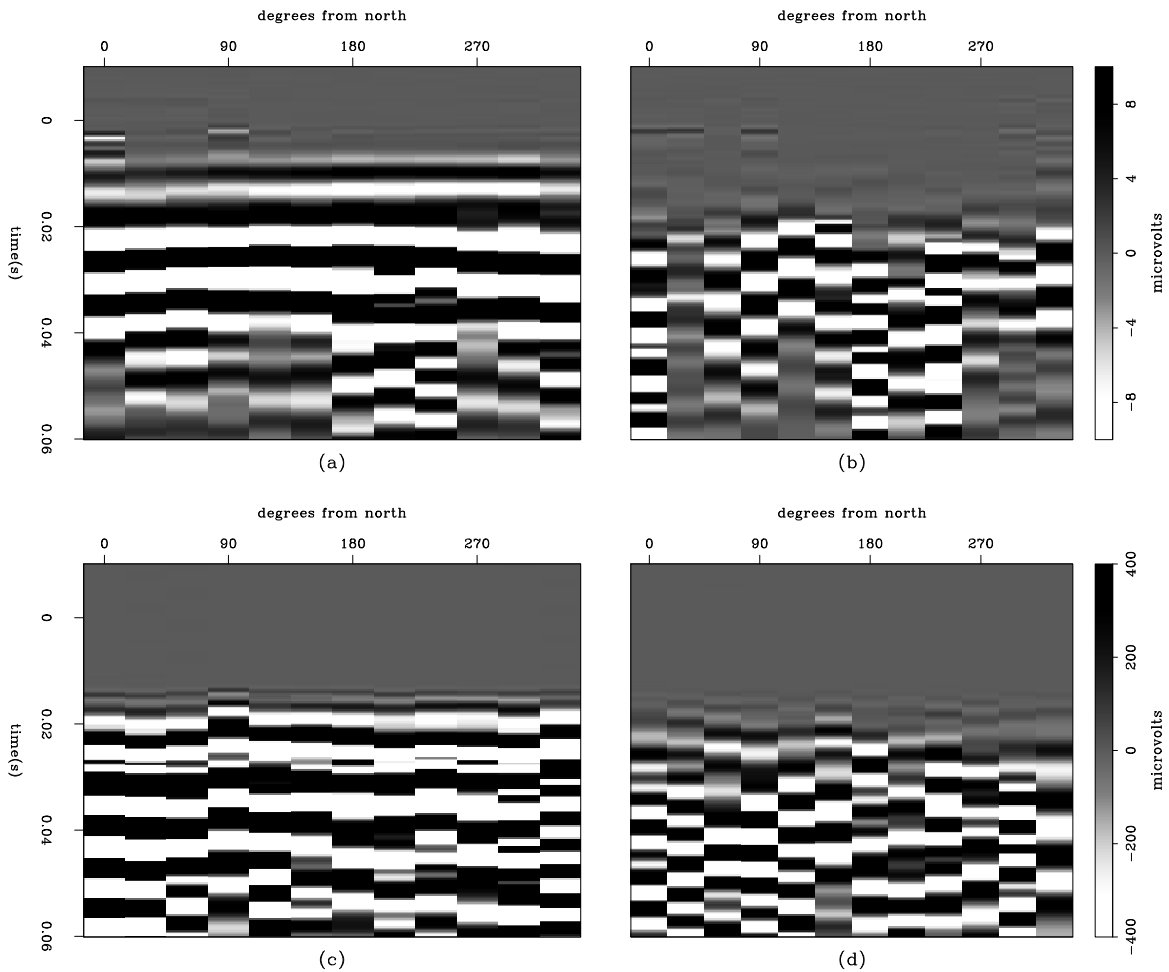 degrees from north
degrees from north
0 90 180 270
0 90 180 270
0
0.02
0.04
0.06
time(s)
8
4
0
−4
−8
microvolts
(a)
(b)
degrees from north
degrees from north
0 90 180 270
0 90 180 270
0
0.02
0.04
0.06
time(s)
400
200
0
−200
−400
microvolts
(c)
(d)